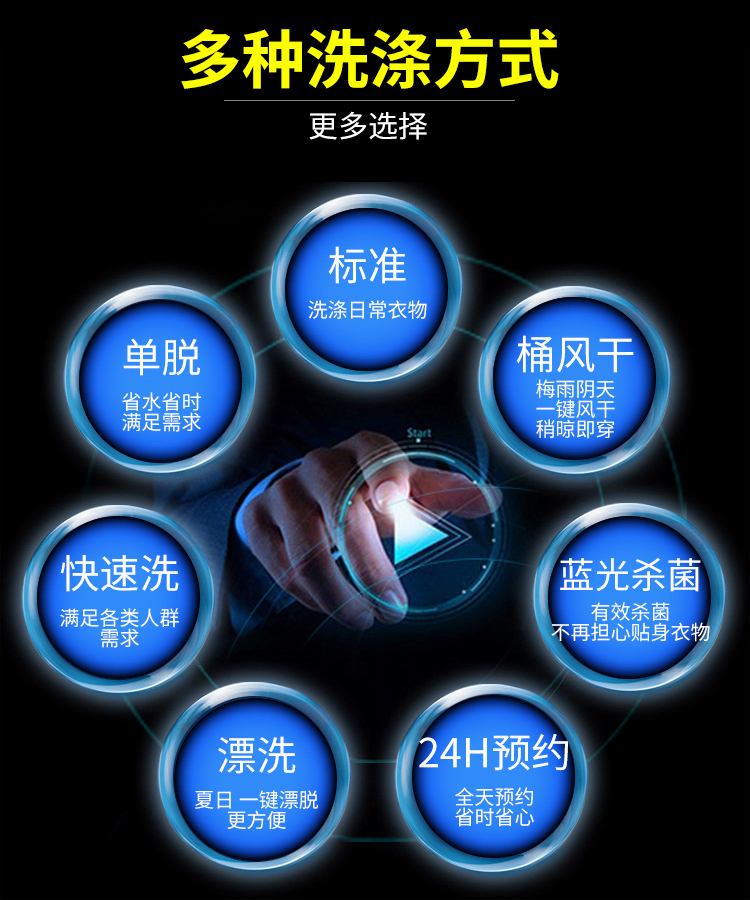 多种洗涤方式
更多选择
标准
洗涤日常衣物
单脱
省水省时
满足需求
桶风干
梅雨阴天
一键风干
稍晾即穿
Start
快速洗
满足各类人群
需求
蓝光杀菌
有效杀菌
不再担心贴身衣物
漂洗
夏日 一键漂脱
更方便
24H预约
全天预约
省时省心